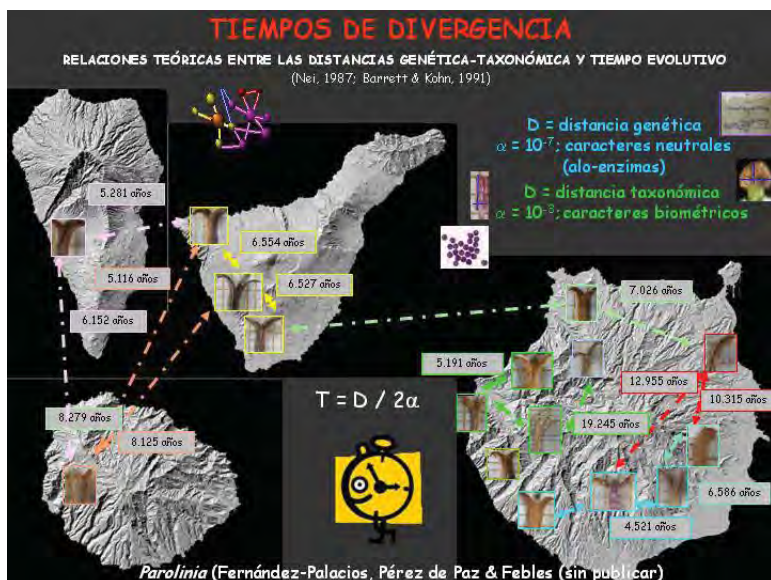 TIEMPOS DE DIVERGENCIA
RELACIONES TEÓRICAS ENTRE LAS DISTANCIAS GENÉTICA-TAXONÓMICA Y TIEMPO EVOLUTIVO
(Nei, 1987; Barrett & Kohn, 1991)
D = distancia genética
α = 10⁻⁷; caracteres neutrales
(alo-enzimas)
D = distancia taxonómica
α = 10⁻³; caracteres biométricos
5.281 años
6.554 años
5.116 años
6.527 años
6.152 años
7.026 años
5.191 años
12.955 años
10.315 años
8.279 años
8.125 años
19.245 años
6.586 años
4.521 años
T = D / 2α
Parolinia (Fernández-Palacios, Pérez de Paz & Febles (sin publicar)